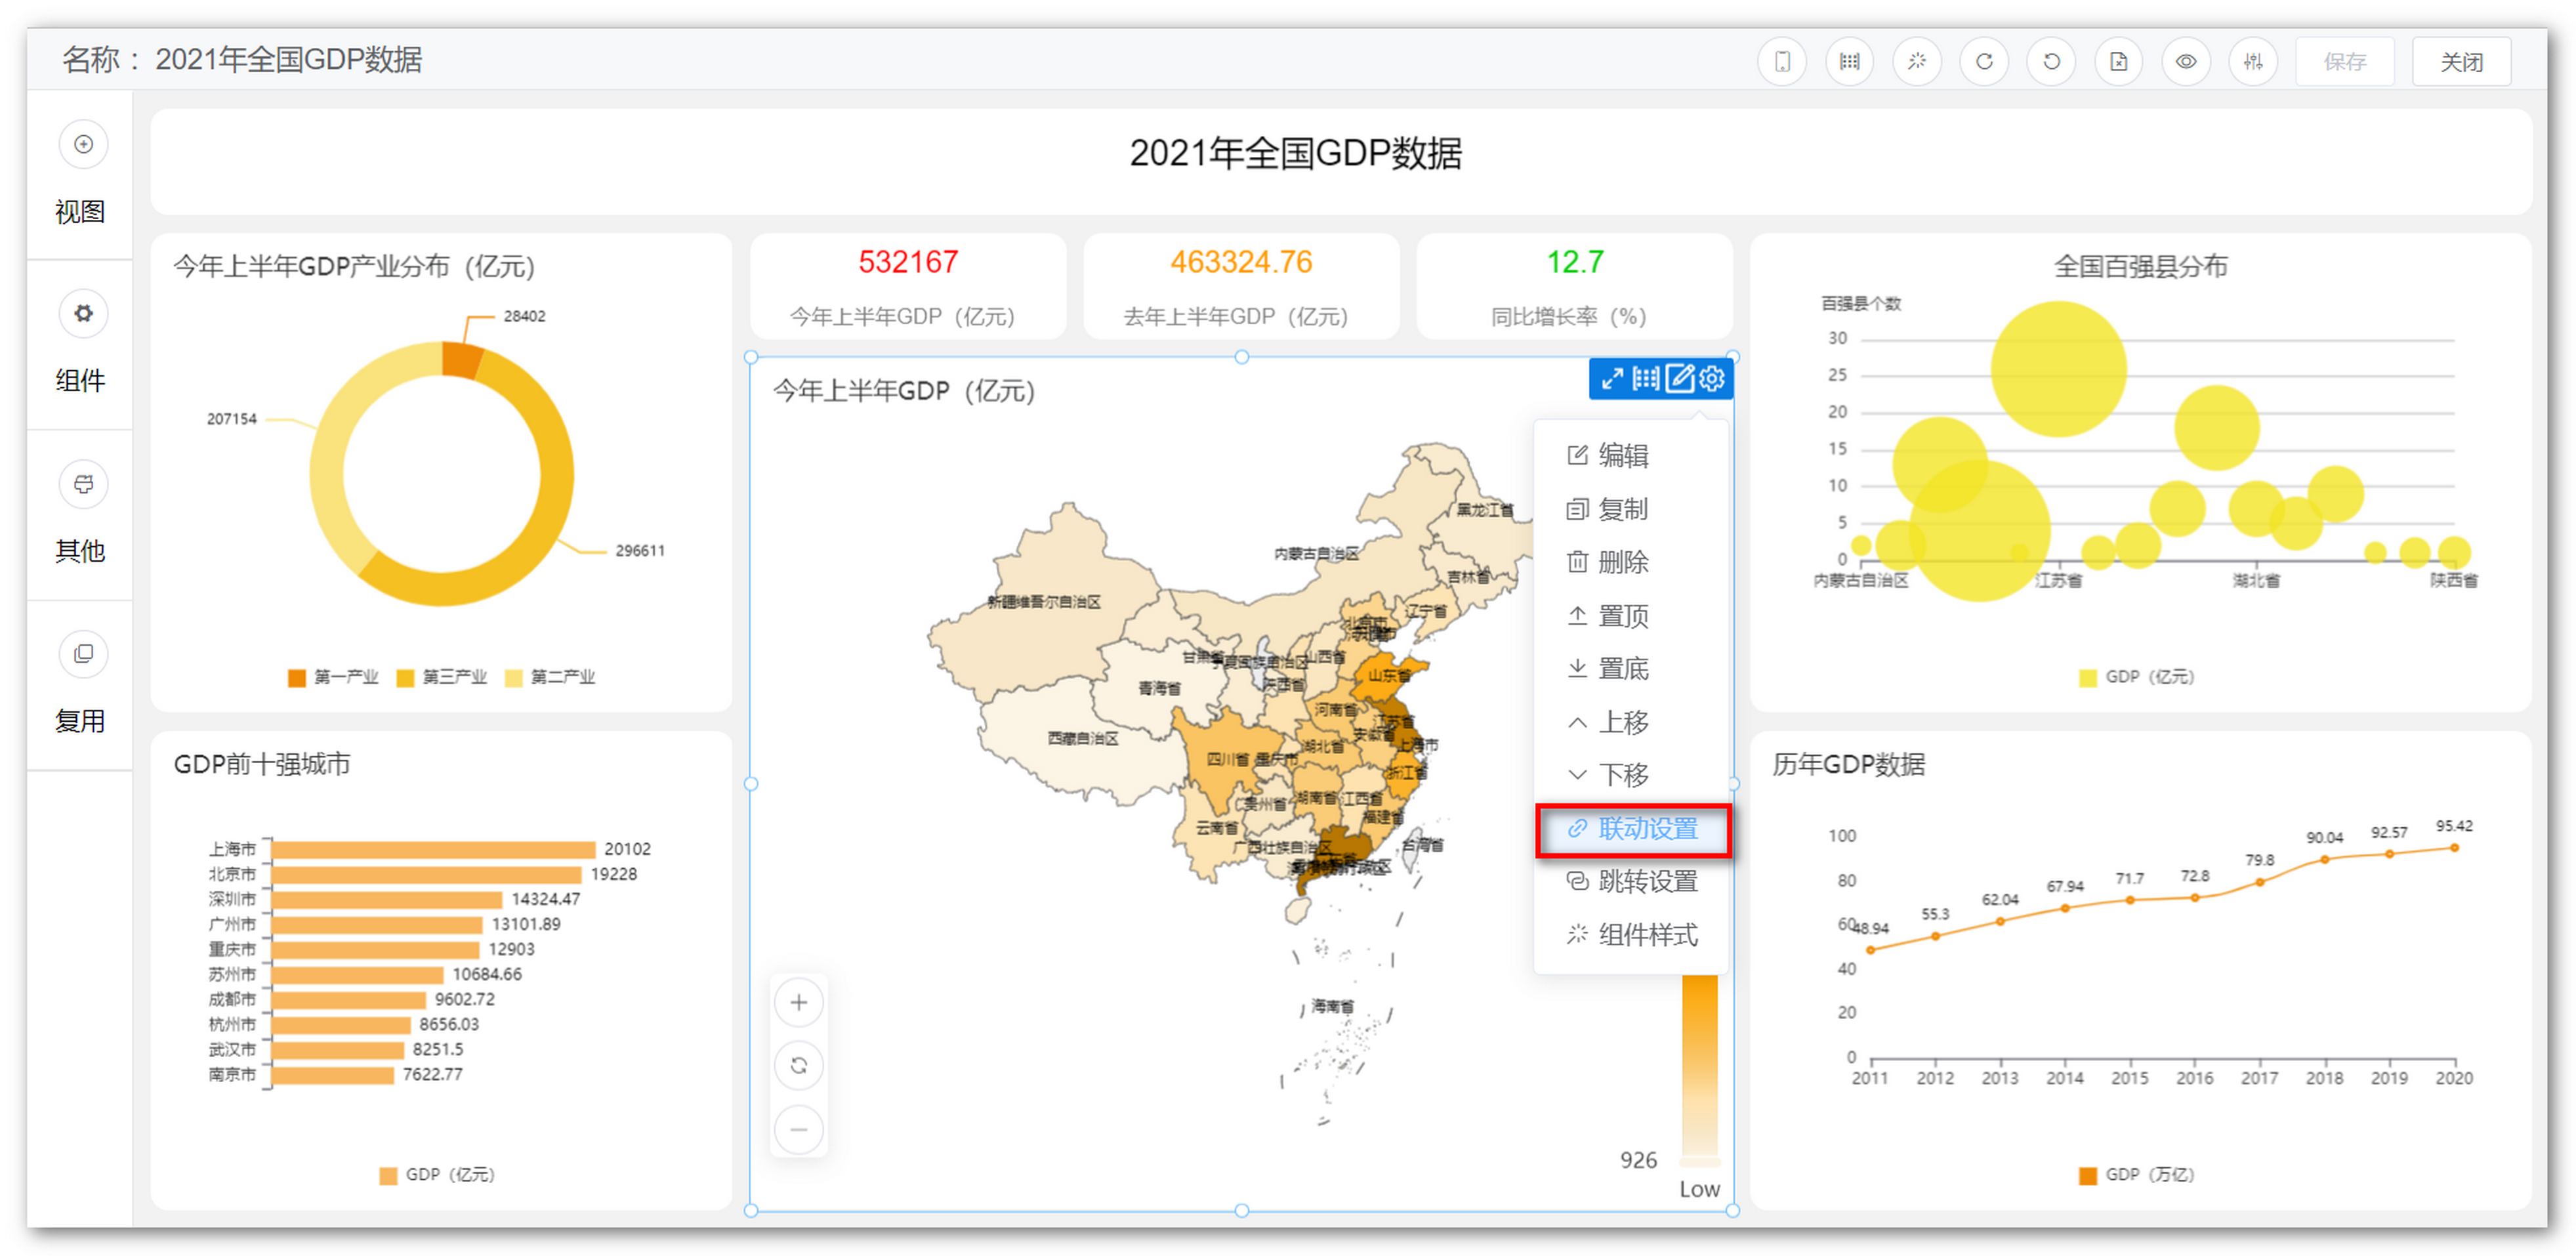 名称： 2021年全国GDP数据
保存
关闭
视图
组件
其他
复用
2021年全国GDP数据
今年上半年GDP产业分布（亿元）
28402
207154
296611
第一产业
第三产业
第二产业
532167
今年上半年GDP（亿元）
463324.76
去年上半年GDP（亿元）
12.7
同比增长率（%）
全国百强县分布
百强县个数
30
25
20
15
10
5
0
内蒙古自治区
江苏省
湖北省
陕西省
GDP（亿元）
今年上半年GDP（亿元）
黑龙江省
内蒙古自治区
吉林省
新疆维吾尔自治区
辽宁省
北京市
甘肃省
宁夏回族自治区
山西省
山东省
青海省
陕西省
河南省
江苏省
西藏自治区
安徽省
上海市
湖北省
四川省
重庆市
浙江省
贵州省
湖南省
江西省
福建省
云南省
广西壮族自治区
台湾省
海南省
926
Low
编辑
复制
删除
置顶
置底
上移
下移
联动设置
跳转设置
组件样式
GDP前十强城市
上海市 20102
北京市 19228
深圳市 14324.47
广州市 13101.89
重庆市 12903
苏州市 10684.66
成都市 9602.72
杭州市 8656.03
武汉市 8251.5
南京市 7622.77
GDP（亿元）
历年GDP数据
100
80
60
40
20
0
48.94
55.3
62.04
67.94
71.7
72.8
79.8
90.04
92.57
95.42
2011 2012 2013 2014 2015 2016 2017 2018 2019 2020
GDP（万亿）